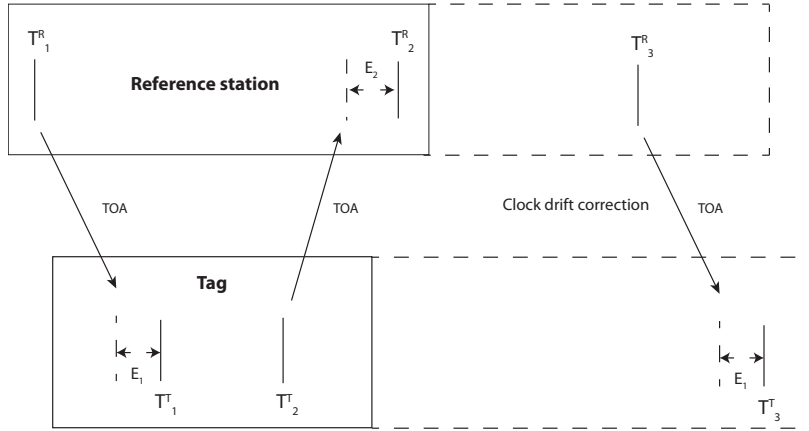 T^R_1
T^R_2
T^R_3
E_2
Reference station
TOA
TOA
Clock drift correction
TOA
Tag
E_1
E_1
T^T_1
T^T_2
T^T_3